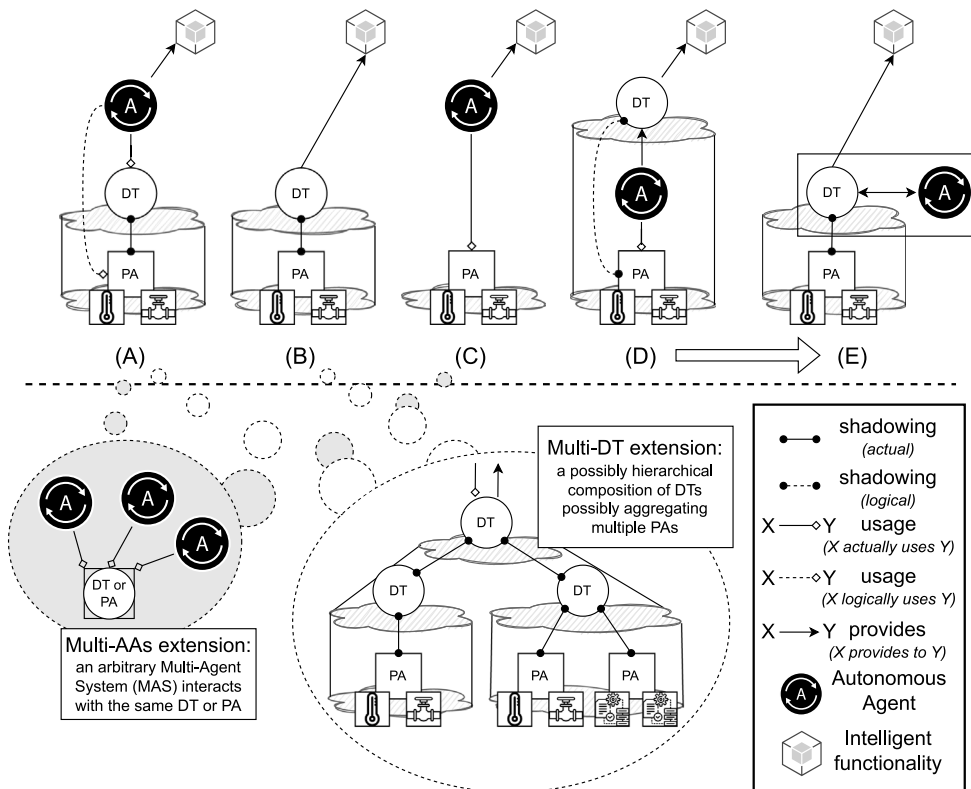 A
DT
PA
(A)
DT
PA
(B)
A
PA
(C)
DT
A
PA
(D)
DT
A
PA
(E)
A
A
A
DT or
PA
Multi-AAs extension:
an arbitrary Multi-Agent
System (MAS) interacts
with the same DT or PA
Multi-DT extension:
a possibly hierarchical
composition of DTs
possibly aggregating
multiple PAs
DT
DT
DT
PA
PA
PA
shadowing
(actual)
shadowing
(logical)
X Y usage
(X actually uses Y)
X Y usage
(X logically uses Y)
X Y provides
(X provides to Y)
A Autonomous
Agent
Intelligent
functionality